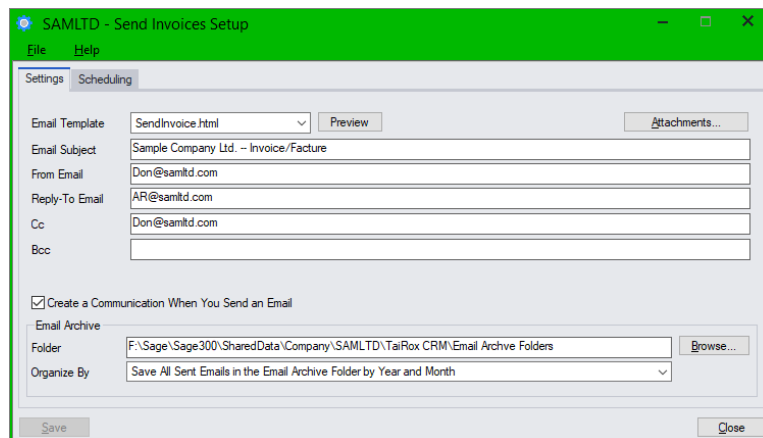 SAMLTD - Send Invoices Setup
File Help
Settings Scheduling
Email Template SendInvoice.html Preview Attachments...
Email Subject Sample Company Ltd. -- Invoice/Facture
From Email Don@samltd.com
Reply-To Email AR@samltd.com
Cc Don@samltd.com
Bcc
Create a Communication When You Send an Email
Email Archive
Folder F:\Sage\Sage300\SharedData\Company\SAMLTD\TaiRox CRM\Email Archve Folders Browse...
Organize By Save All Sent Emails in the Email Archive Folder by Year and Month
Save Close